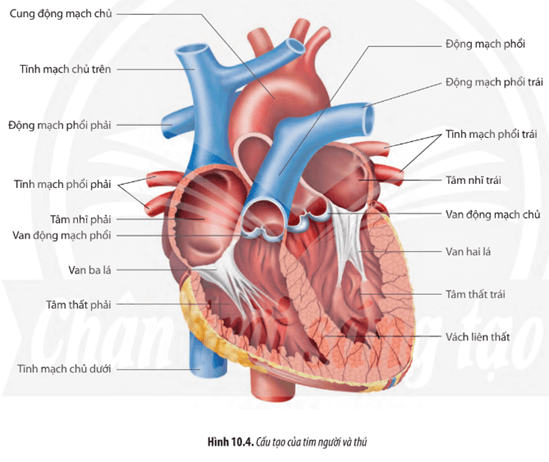 Cung động mạch chủ
Tĩnh mạch chủ trên
Động mạch phổi phải
Tĩnh mạch phổi phải
Tâm nhĩ phải
Van động mạch phổi
Van ba lá
Tâm thất phải
Tĩnh mạch chủ dưới
Động mạch phổi
Động mạch phổi trái
Tĩnh mạch phổi trái
Tâm nhĩ trái
Van động mạch chủ
Van hai lá
Tâm thất trái
Vách liên thất
Hình 10.4. Cấu tạo của tim người và thú